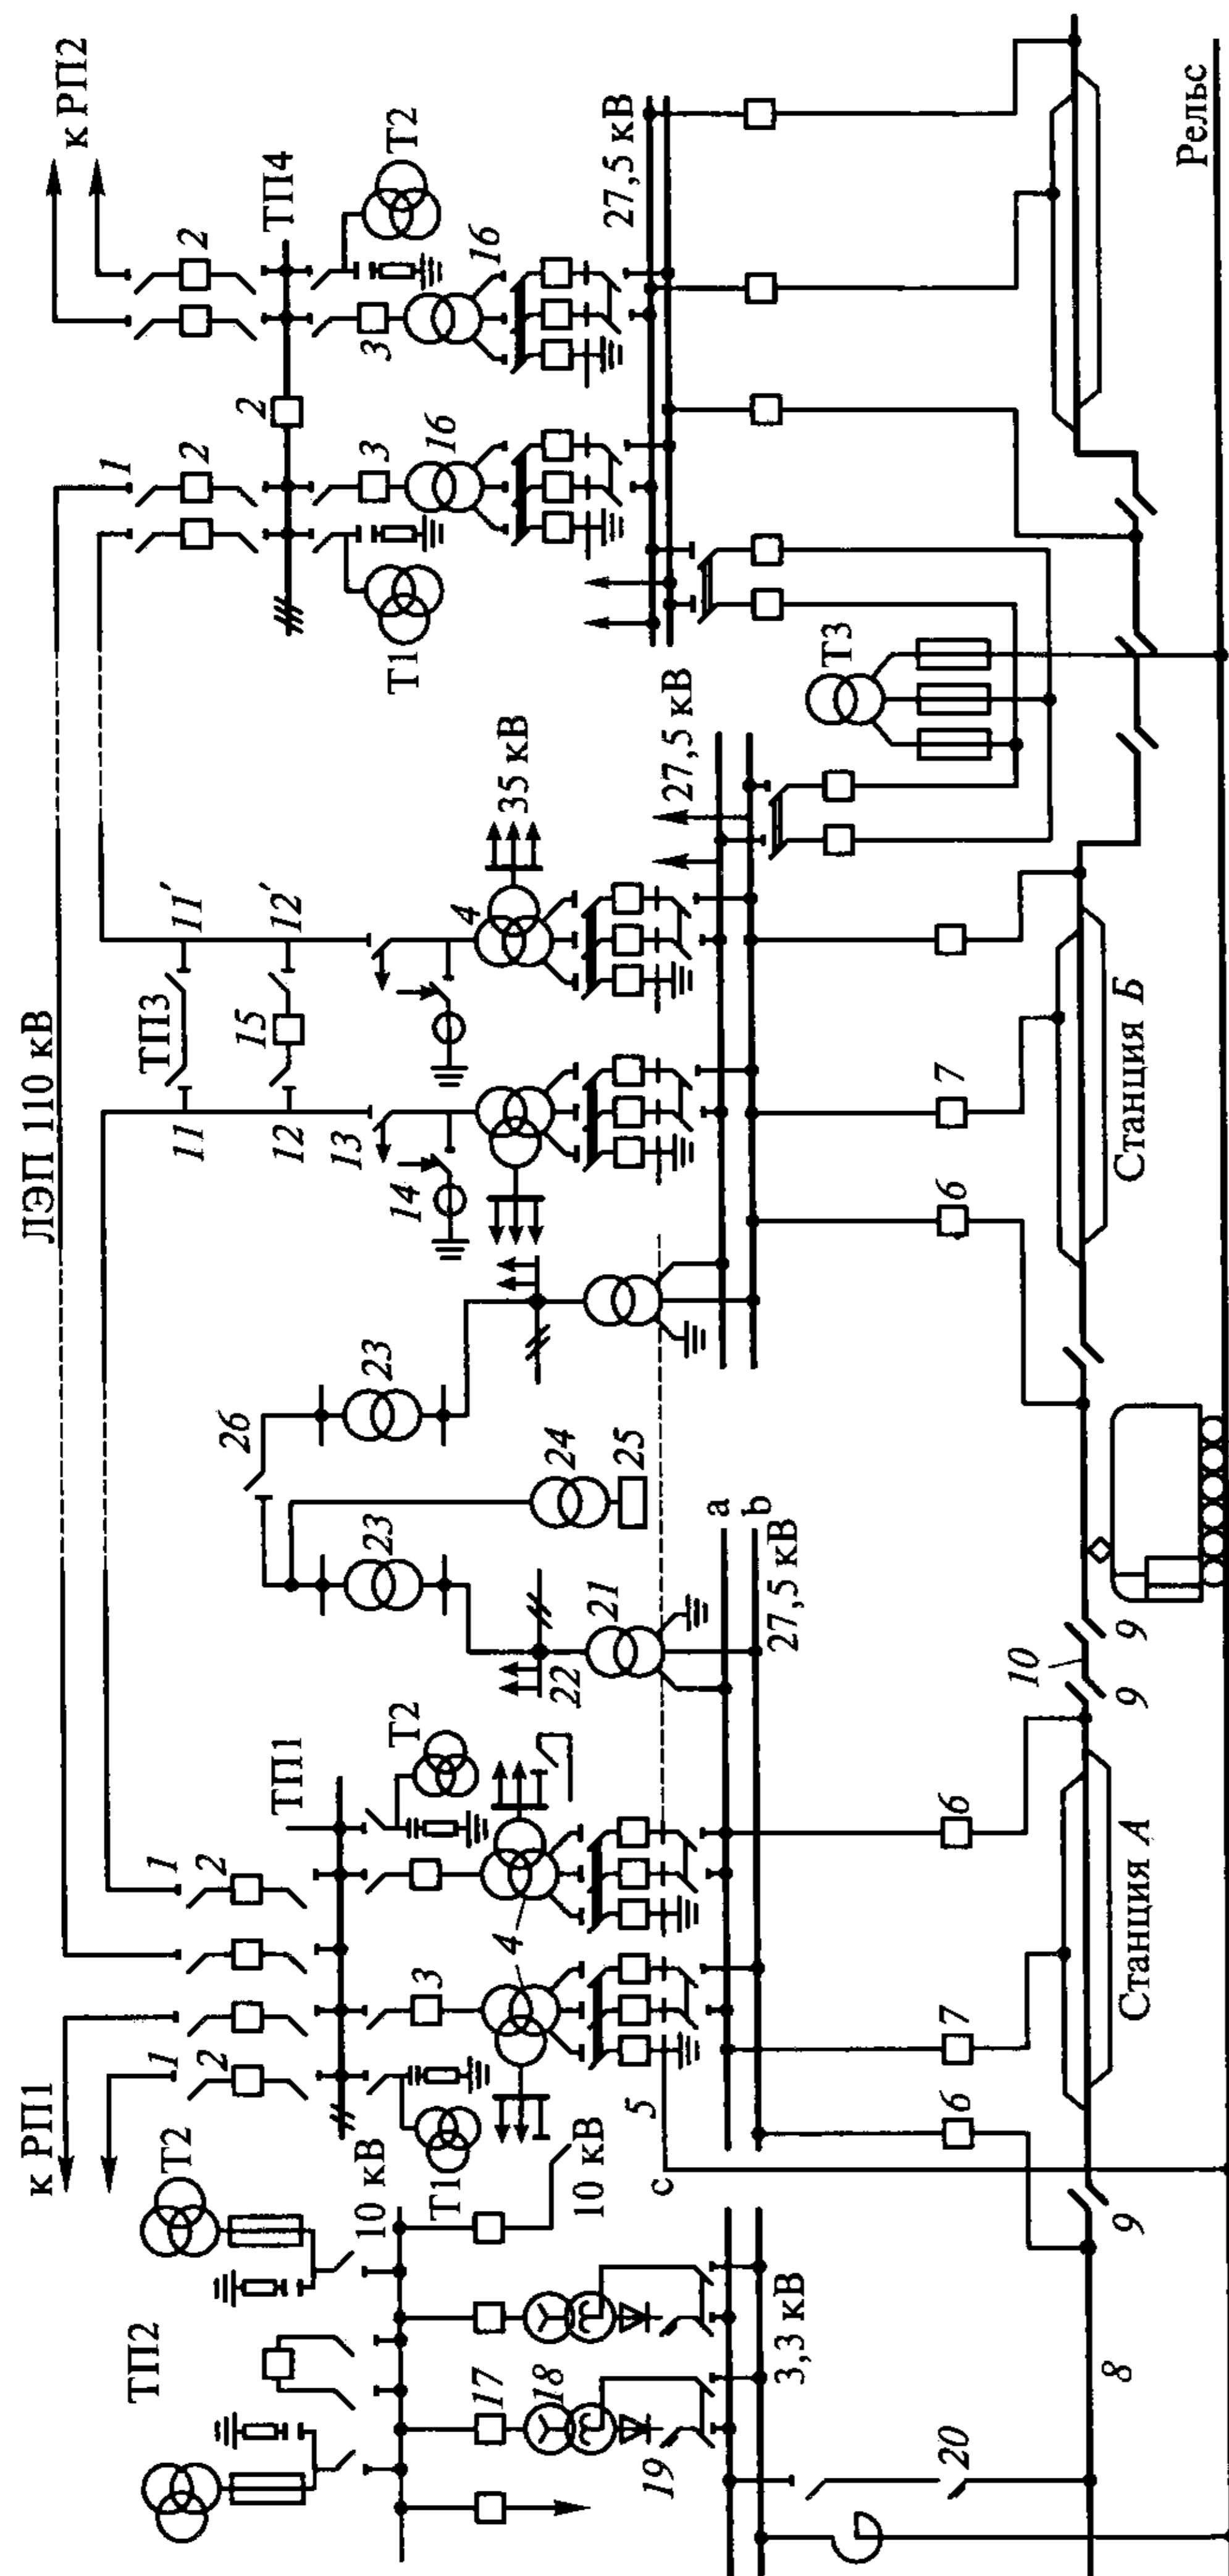 к РП1
ЛЭП 110 кВ
к РП2
1
ТП2
Т2
1
1
ТП3
11′
2
2
2
11
ТП4
2
2
26
15
12′
2
ТП1
12
10 кВ
23
23
13
3
3
Т2
Т1
Т2
14
Т1
4
16
16
17
3
18
4
22
24
35 кВ
10 кВ
21
25
27,5 кВ
19
5
27,5 кВ
c
a
b
3,3 кВ
27,5 кВ
Т3
20
6
7
6
6
7
10
8
9
Станция А
9
9
Станция Б
Рельс